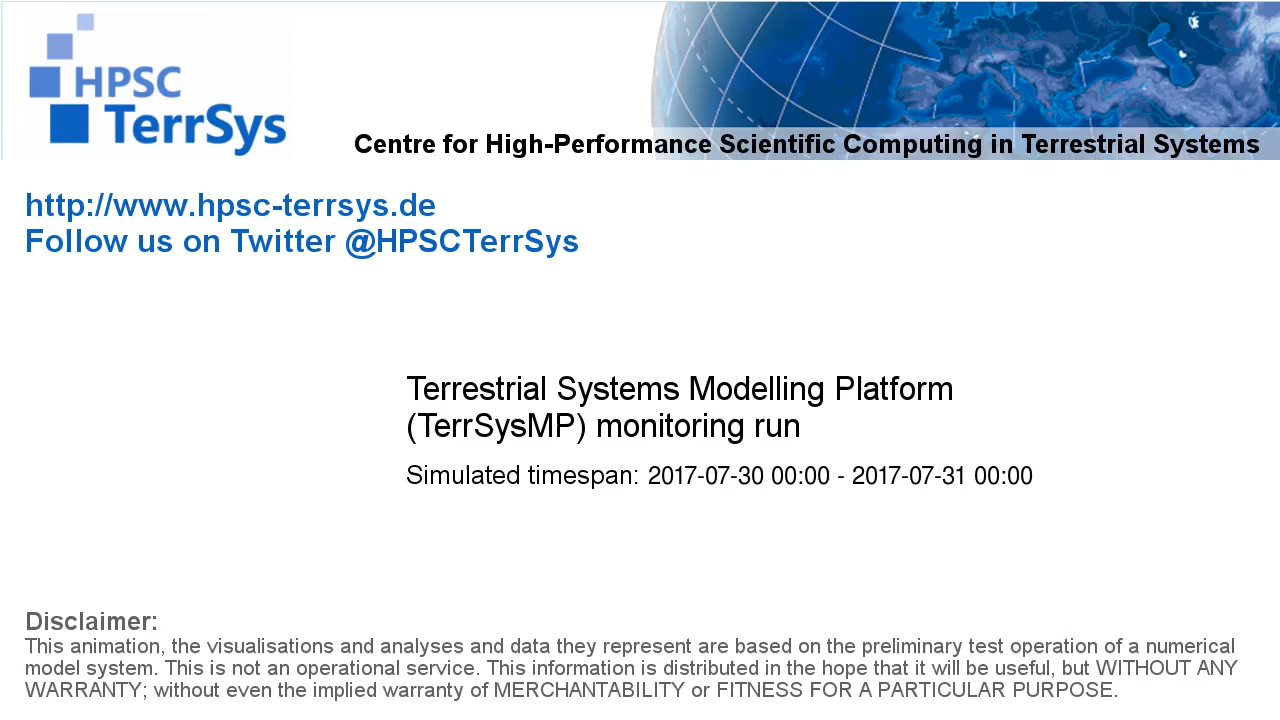 HPSC
TerrSys
Centre for High-Performance Scientific Computing in Terrestrial Systems
http://www.hpsc-terrsys.de
Follow us on Twitter @HPSCTerrSys
Terrestrial Systems Modelling Platform
(TerrSysMP) monitoring run
Simulated timespan: 2017-07-30 00:00 - 2017-07-31 00:00
Disclaimer:
This animation, the visualisations and analyses and data they represent are based on the preliminary test operation of a numerical
model system. This is not an operational service. This information is distributed in the hope that it will be useful, but WITHOUT ANY
WARRANTY; without even the implied warranty of MERCHANTABILITY or FITNESS FOR A PARTICULAR PURPOSE.